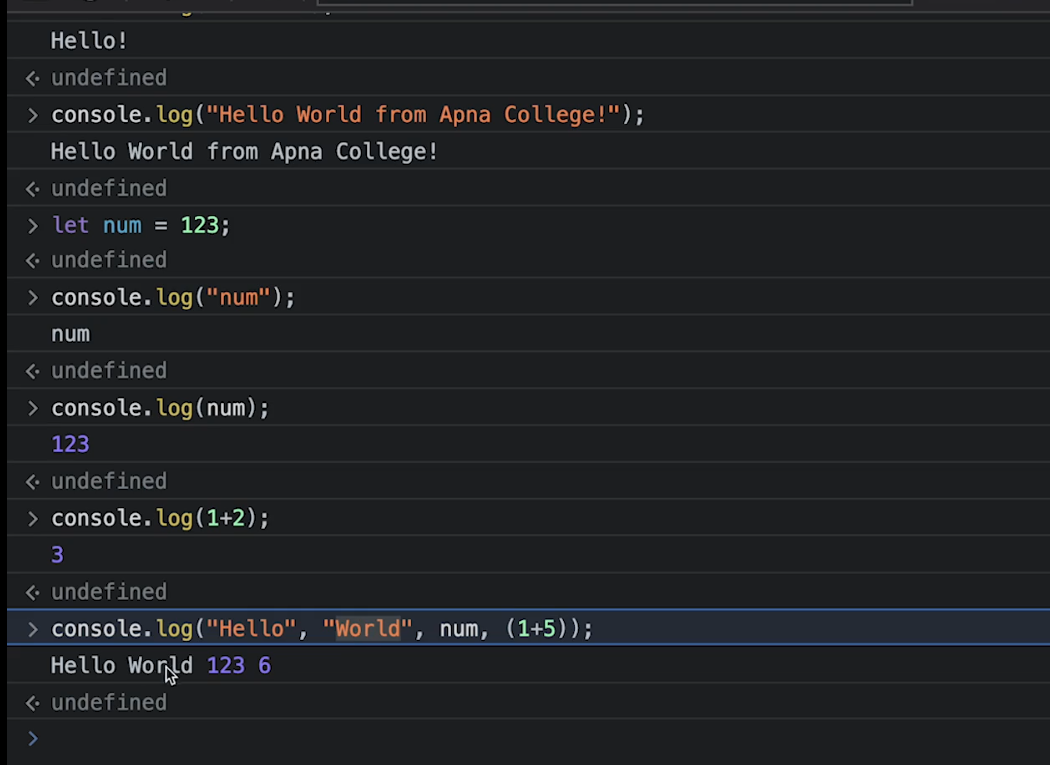 Hello!
undefined
> console.log("Hello World from Apna College!");
Hello World from Apna College!
undefined
> let num = 123;
undefined
> console.log("num");
num
undefined
> console.log(num);
123
undefined
> console.log(1+2);
3
undefined
> console.log("Hello", "World", num, (1+5));
Hello World 123 6
undefined
>